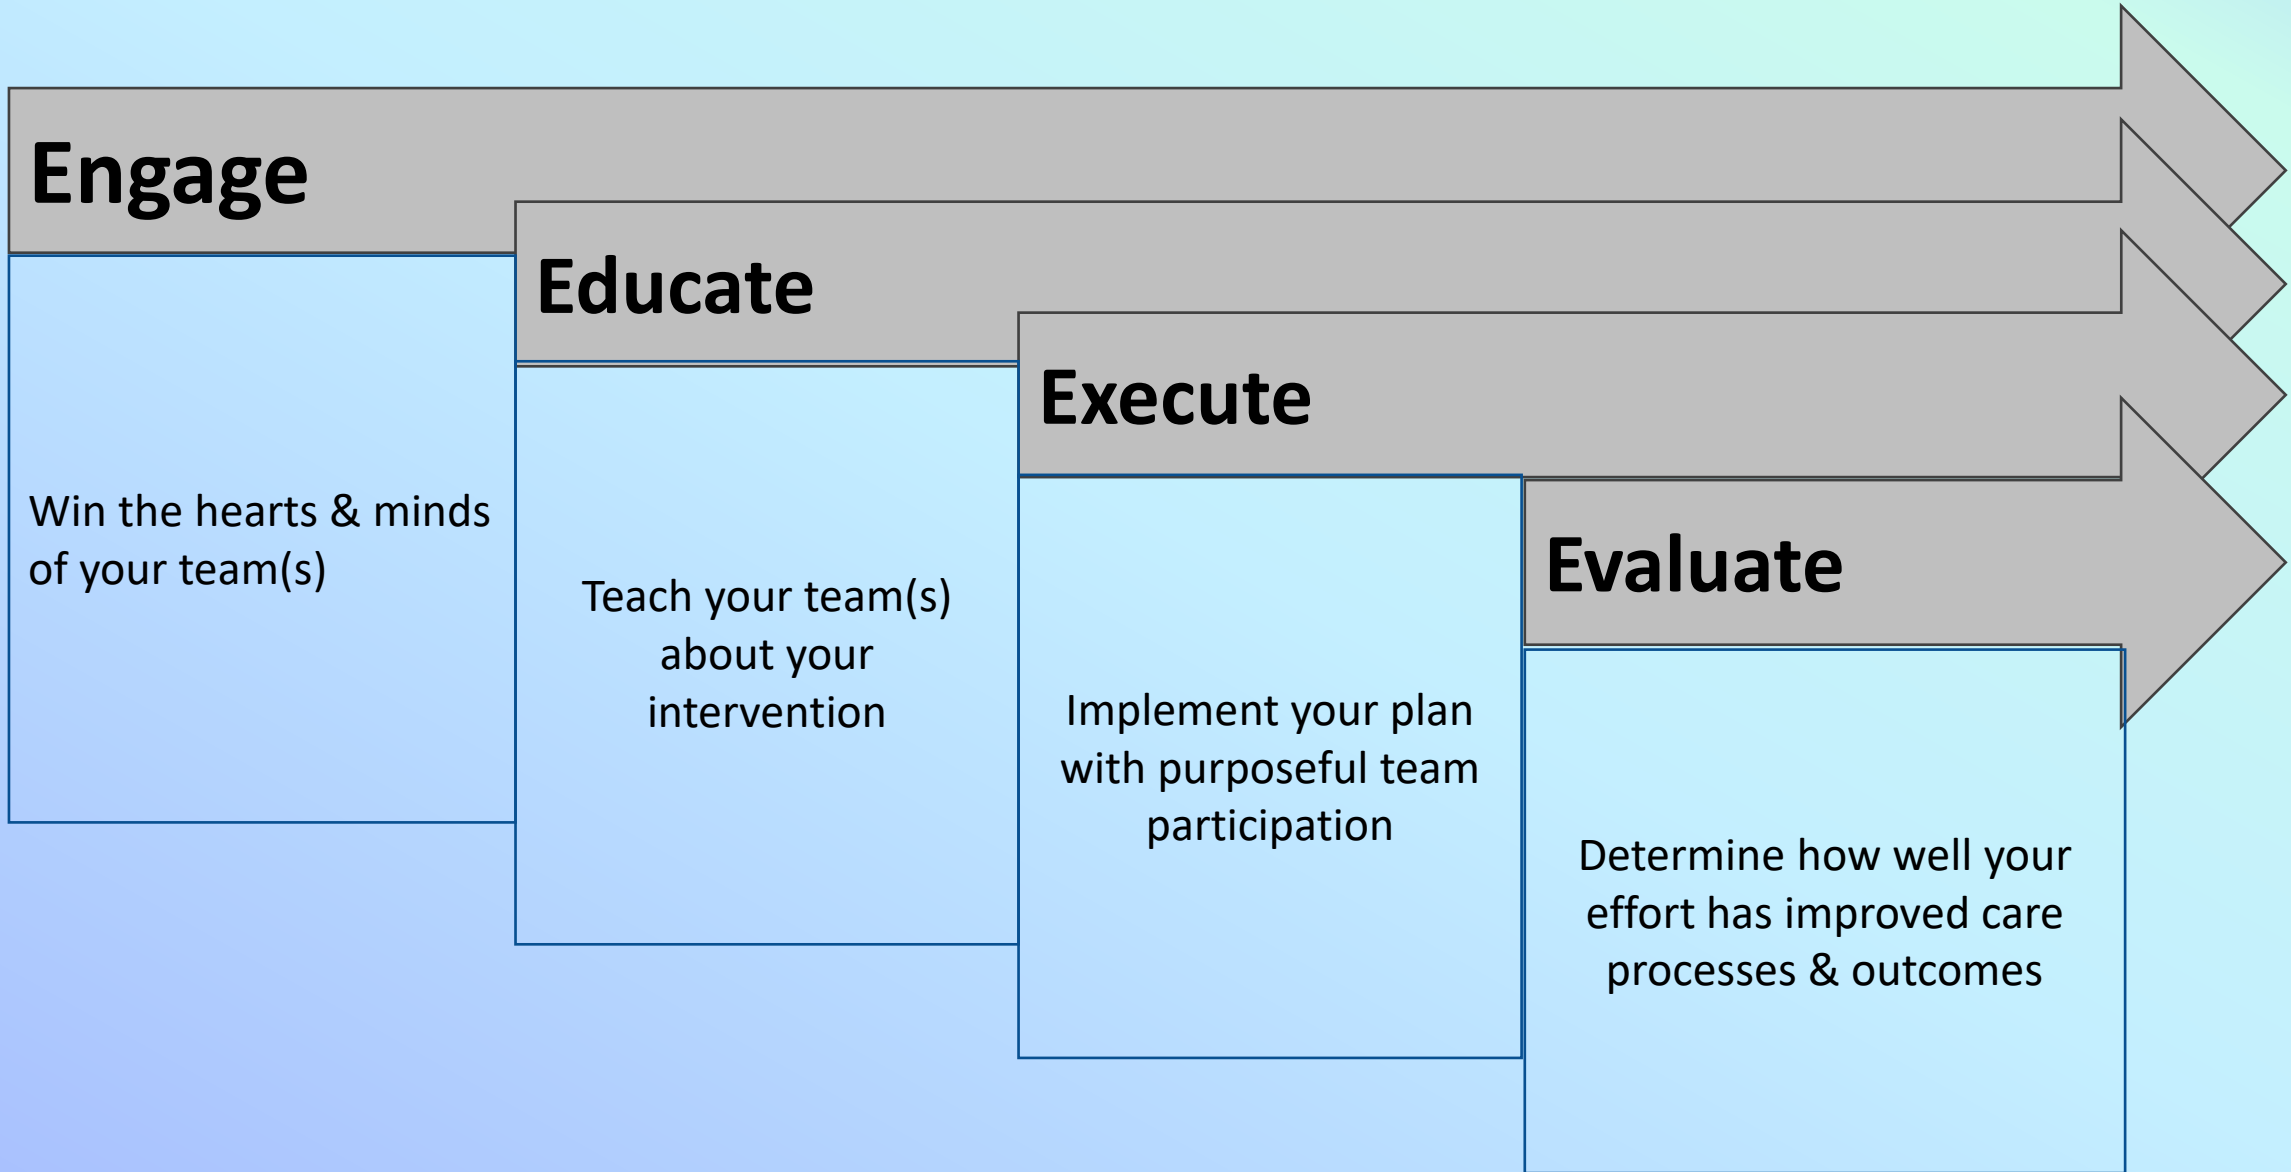 Engage
Win the hearts & minds
of your team(s)
Educate
Teach your team(s)
about your
intervention
Execute
Implement your plan
with purposeful team
participation
Evaluate
Determine how well your
effort has improved care
processes & outcomes